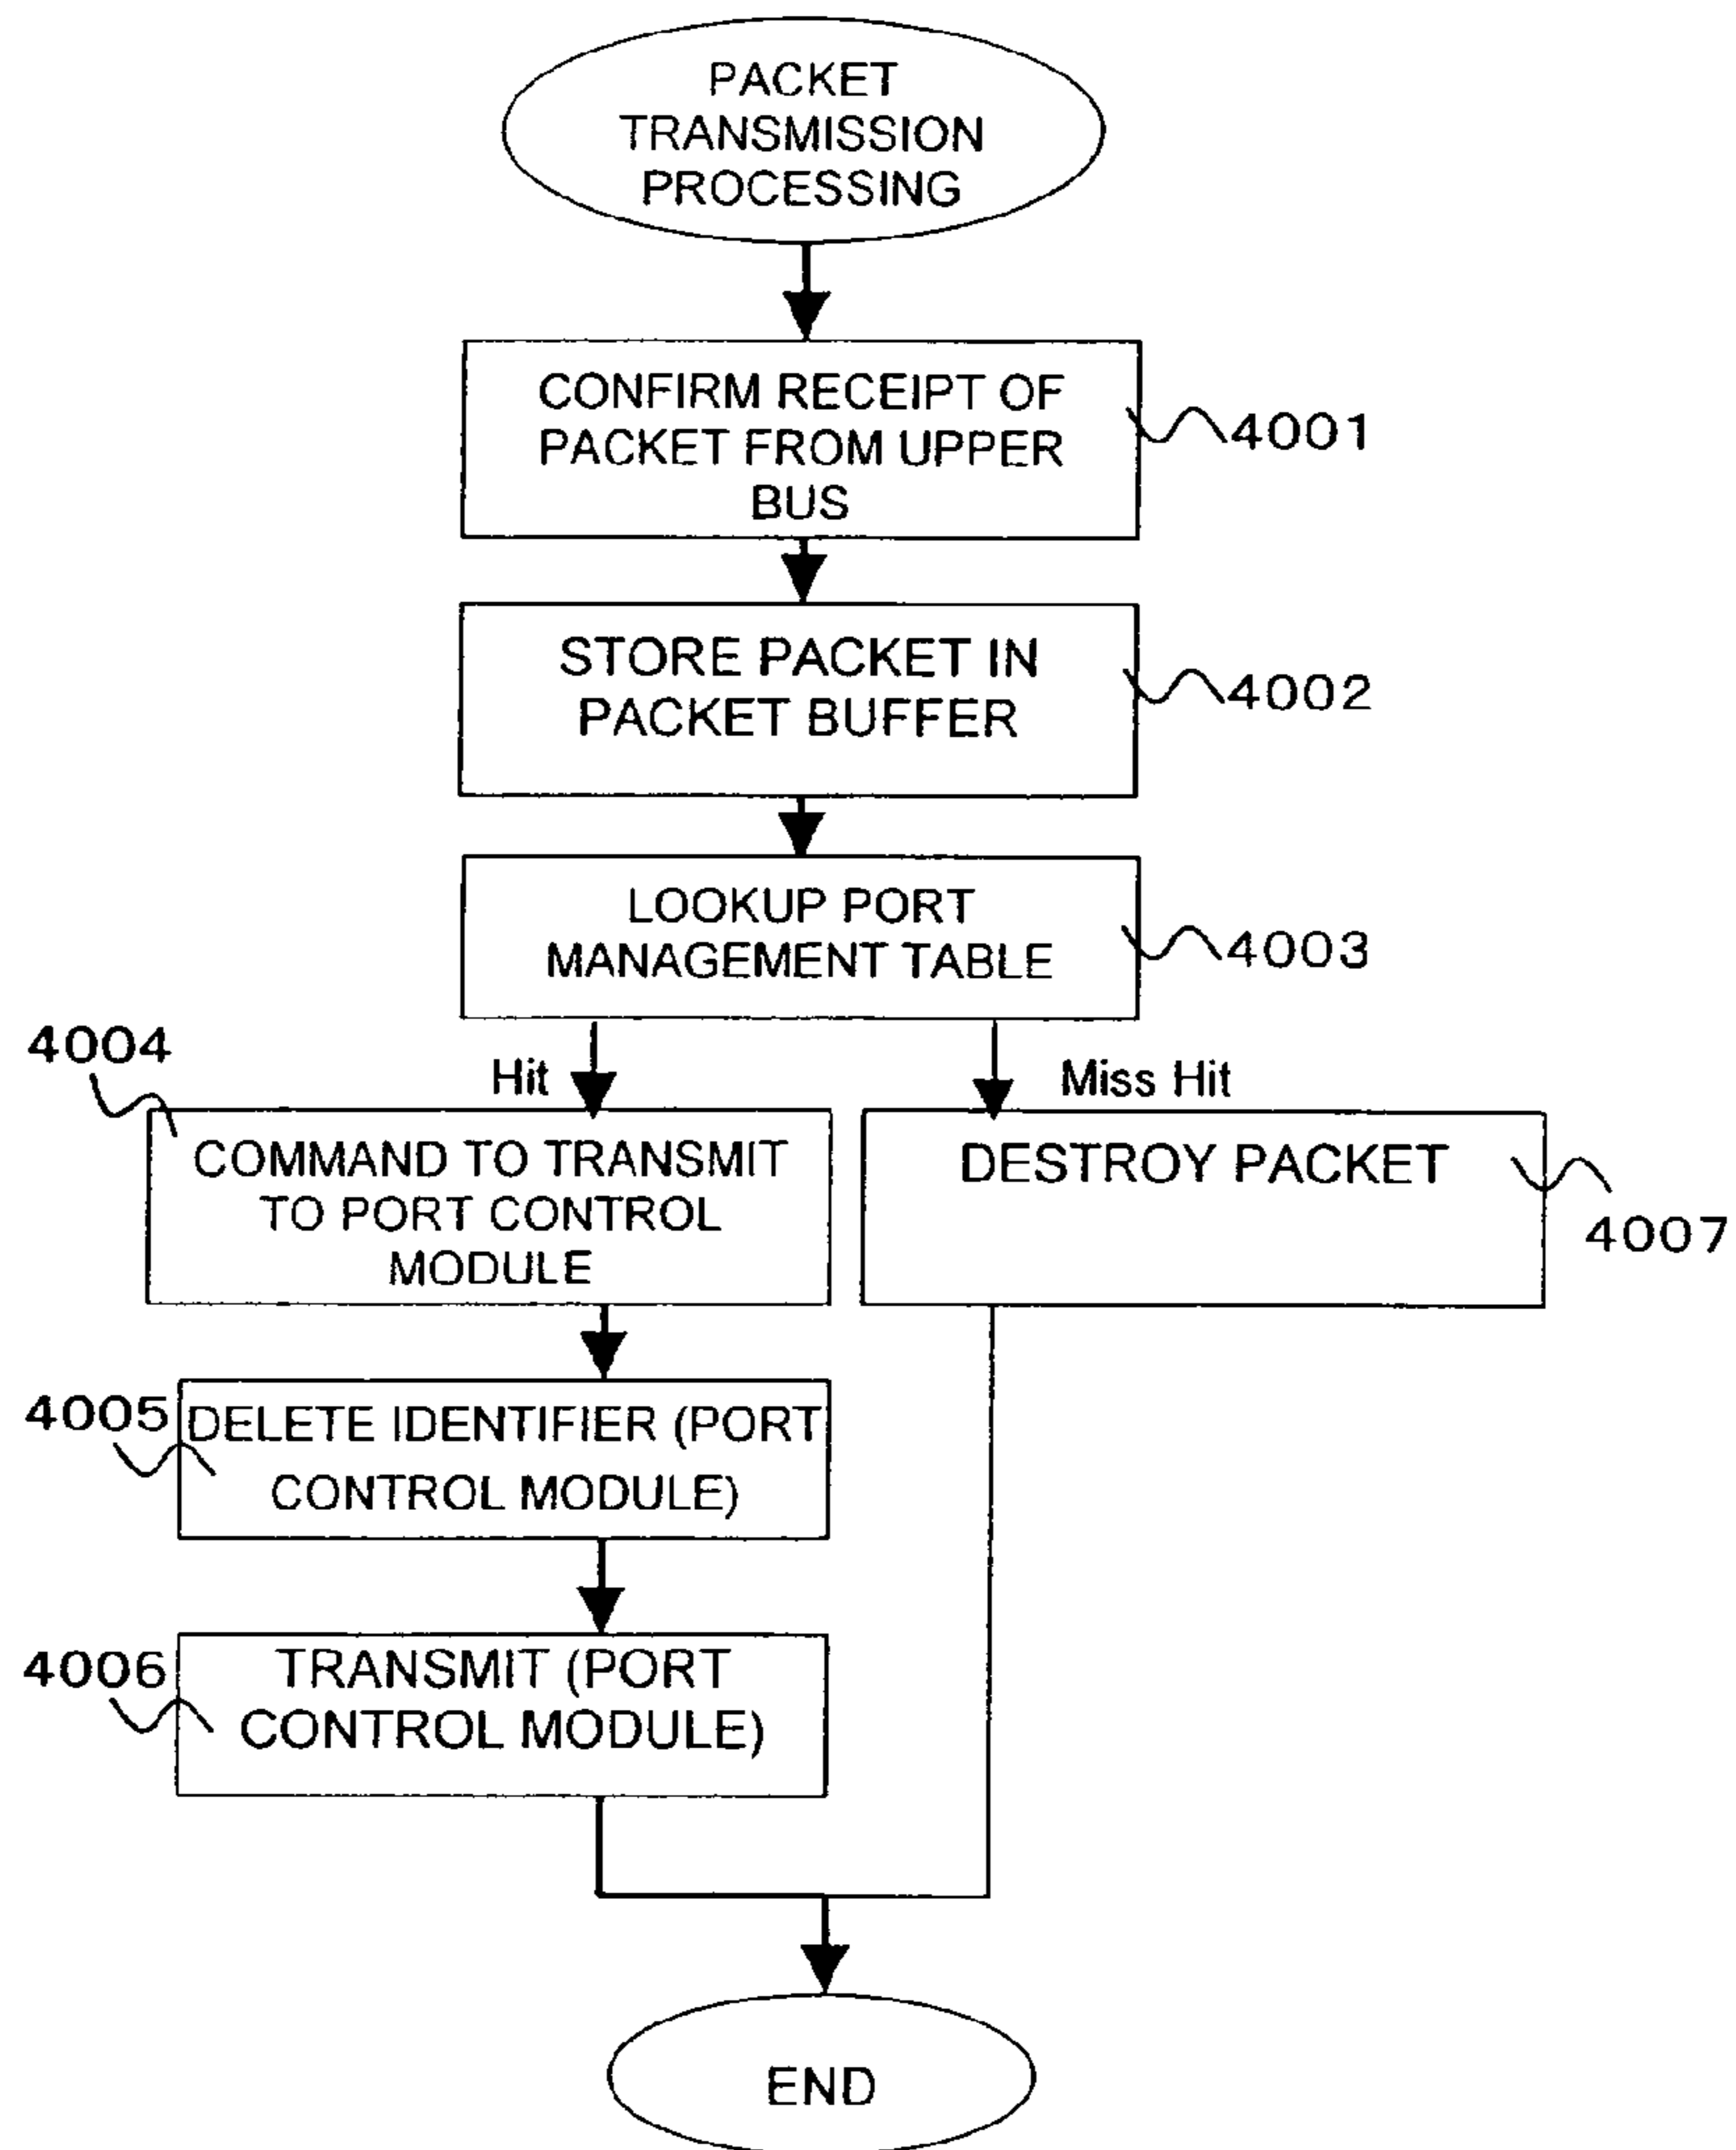 PACKET
TRANSMISSION
PROCESSING
CONFIRM RECEIPT OF
PACKET FROM UPPER
BUS
4001
STORE PACKET IN
PACKET BUFFER
4002
LOOKUP PORT
MANAGEMENT TABLE
4003
4004
Hit
Miss Hit
COMMAND TO TRANSMIT
TO PORT CONTROL
MODULE
DESTROY PACKET
4007
4005
DELETE IDENTIFIER (PORT
CONTROL MODULE)
4006
TRANSMIT (PORT
CONTROL MODULE)
END